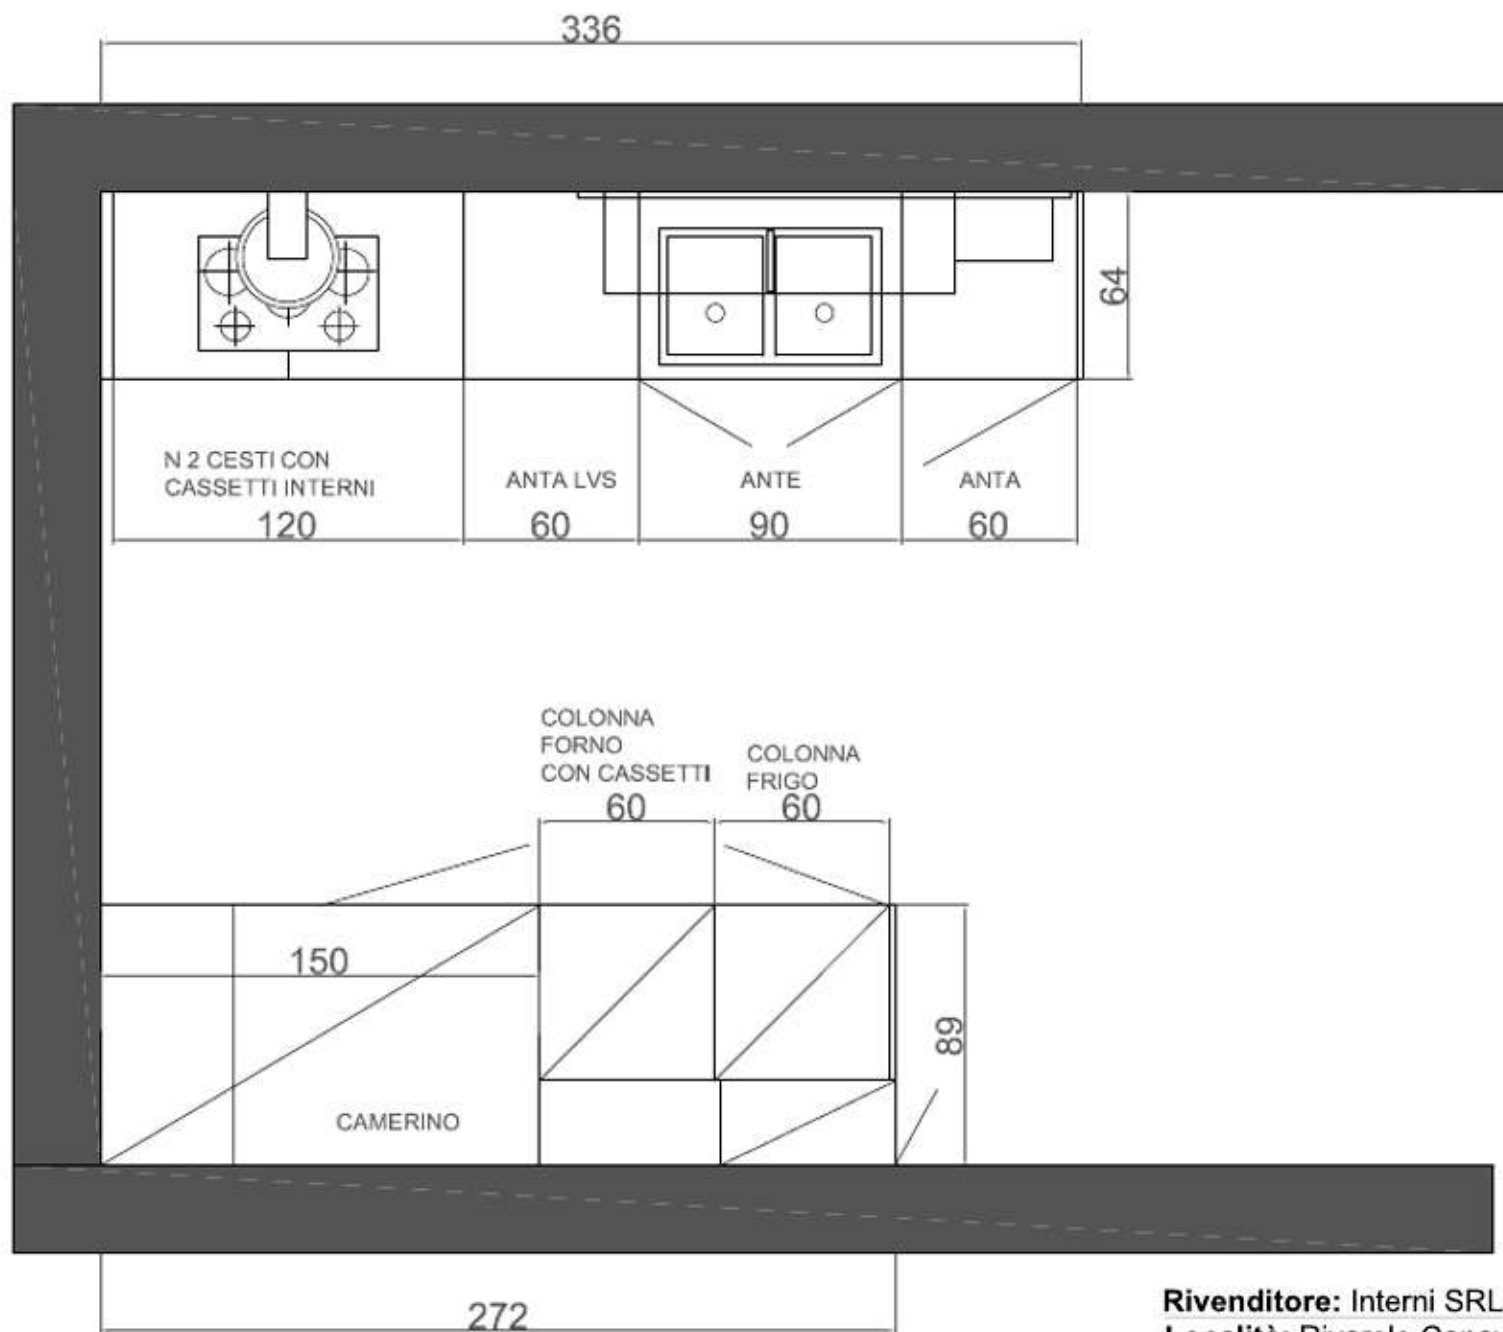 336
64
N 2 CESTI CON
CASSETTI INTERNI
120
ANTA LVS
60
ANTE
90
ANTA
60
COLONNA
FORNO
CON CASSETTI
60
COLONNA
FRIGO
60
150
89
CAMERINO
272
Rivenditore: Interni SRL